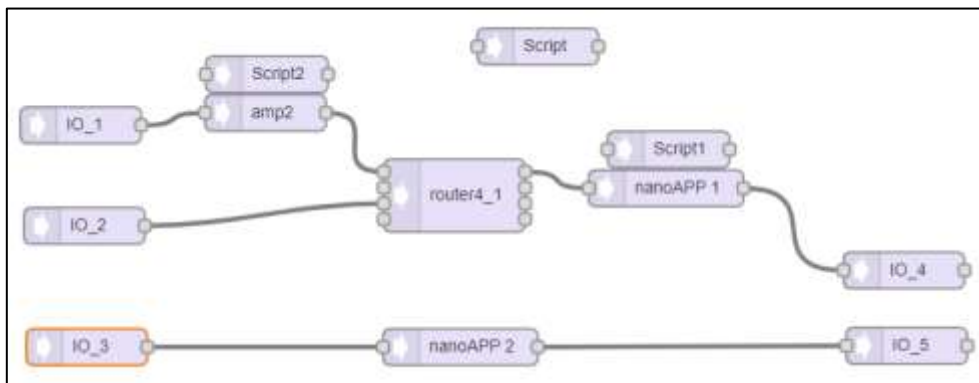 Script
Script2
amp2
IO_1
Script1
router4_1
nanoAPP 1
IO_2
IO_4
IO_3
nanoAPP 2
IO_5